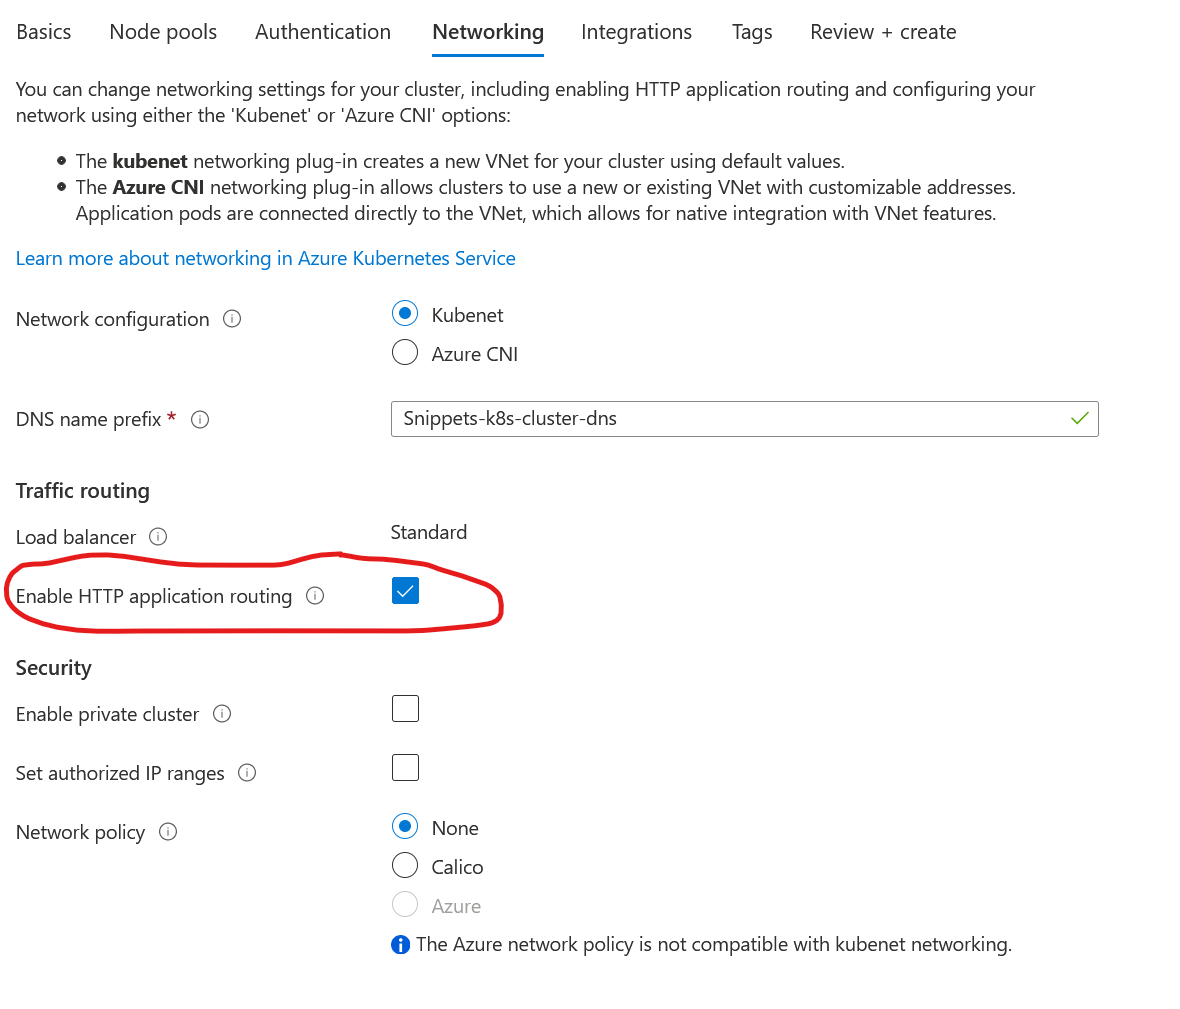 Basics Node pools Authentication Networking Integrations Tags Review + create
You can change networking settings for your cluster, including enabling HTTP application routing and configuring your
network using either the 'Kubenet' or 'Azure CNI' options:
The kubenet networking plug-in creates a new VNet for your cluster using default values.
The Azure CNI networking plug-in allows clusters to use a new or existing VNet with customizable addresses.
Application pods are connected directly to the VNet, which allows for native integration with VNet features.
Learn more about networking in Azure Kubernetes Service
Network configuration
Kubenet
Azure CNI
DNS name prefix *
Snippets-k8s-cluster-dns
Traffic routing
Load balancer
Standard
Enable HTTP application routing
Security
Enable private cluster
Set authorized IP ranges
Network policy
None
Calico
Azure
The Azure network policy is not compatible with kubenet networking.